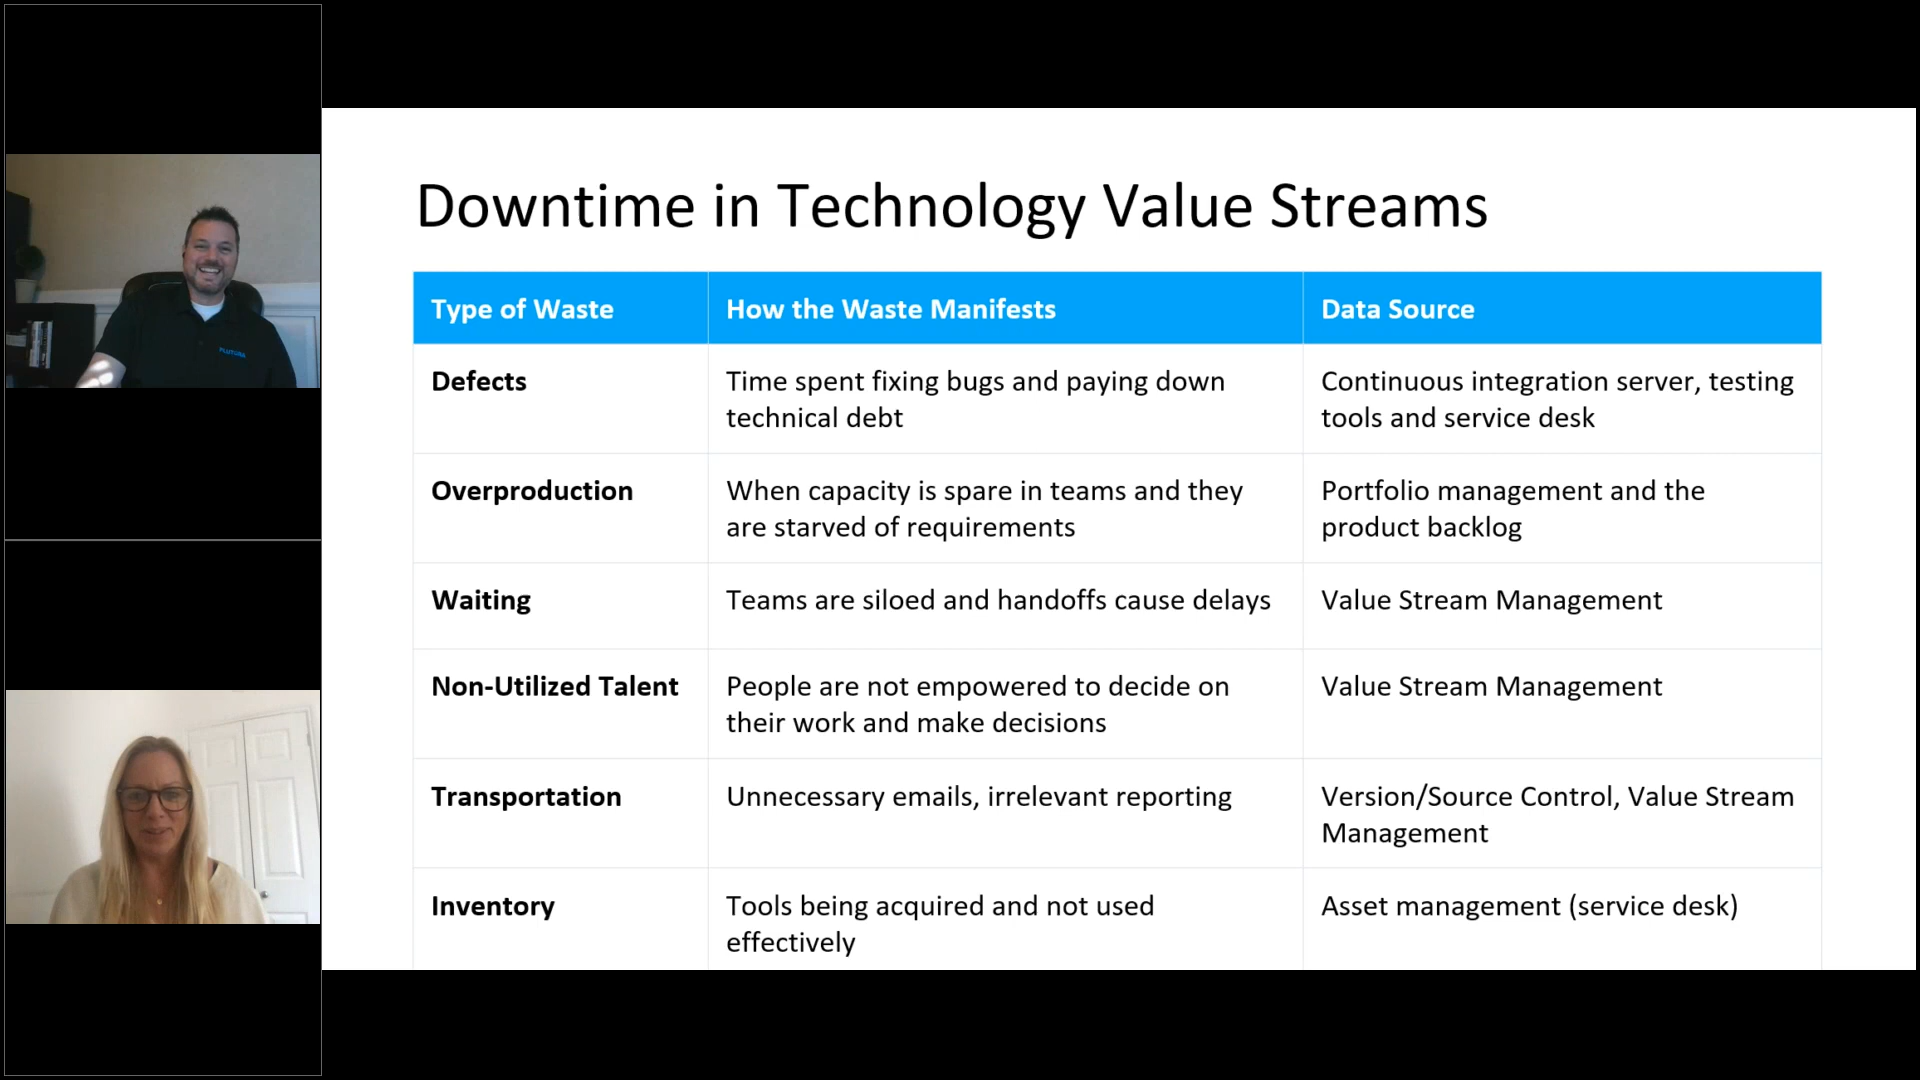 Downtime in Technology Value Streams
Type of Waste
How the Waste Manifests
Data Source
Defects
Time spent fixing bugs and paying down
technical debt
Continuous integration server, testing
tools and service desk
Overproduction
When capacity is spare in teams and they
are starved of requirements
Portfolio management and the
product backlog
Waiting
Teams are siloed and handoffs cause delays
Value Stream Management
Non-Utilized Talent
People are not empowered to decide on
their work and make decisions
Value Stream Management
Transportation
Unnecessary emails, irrelevant reporting
Version/Source Control, Value Stream
Management
Inventory
Tools being acquired and not used
effectively
Asset management (service desk)